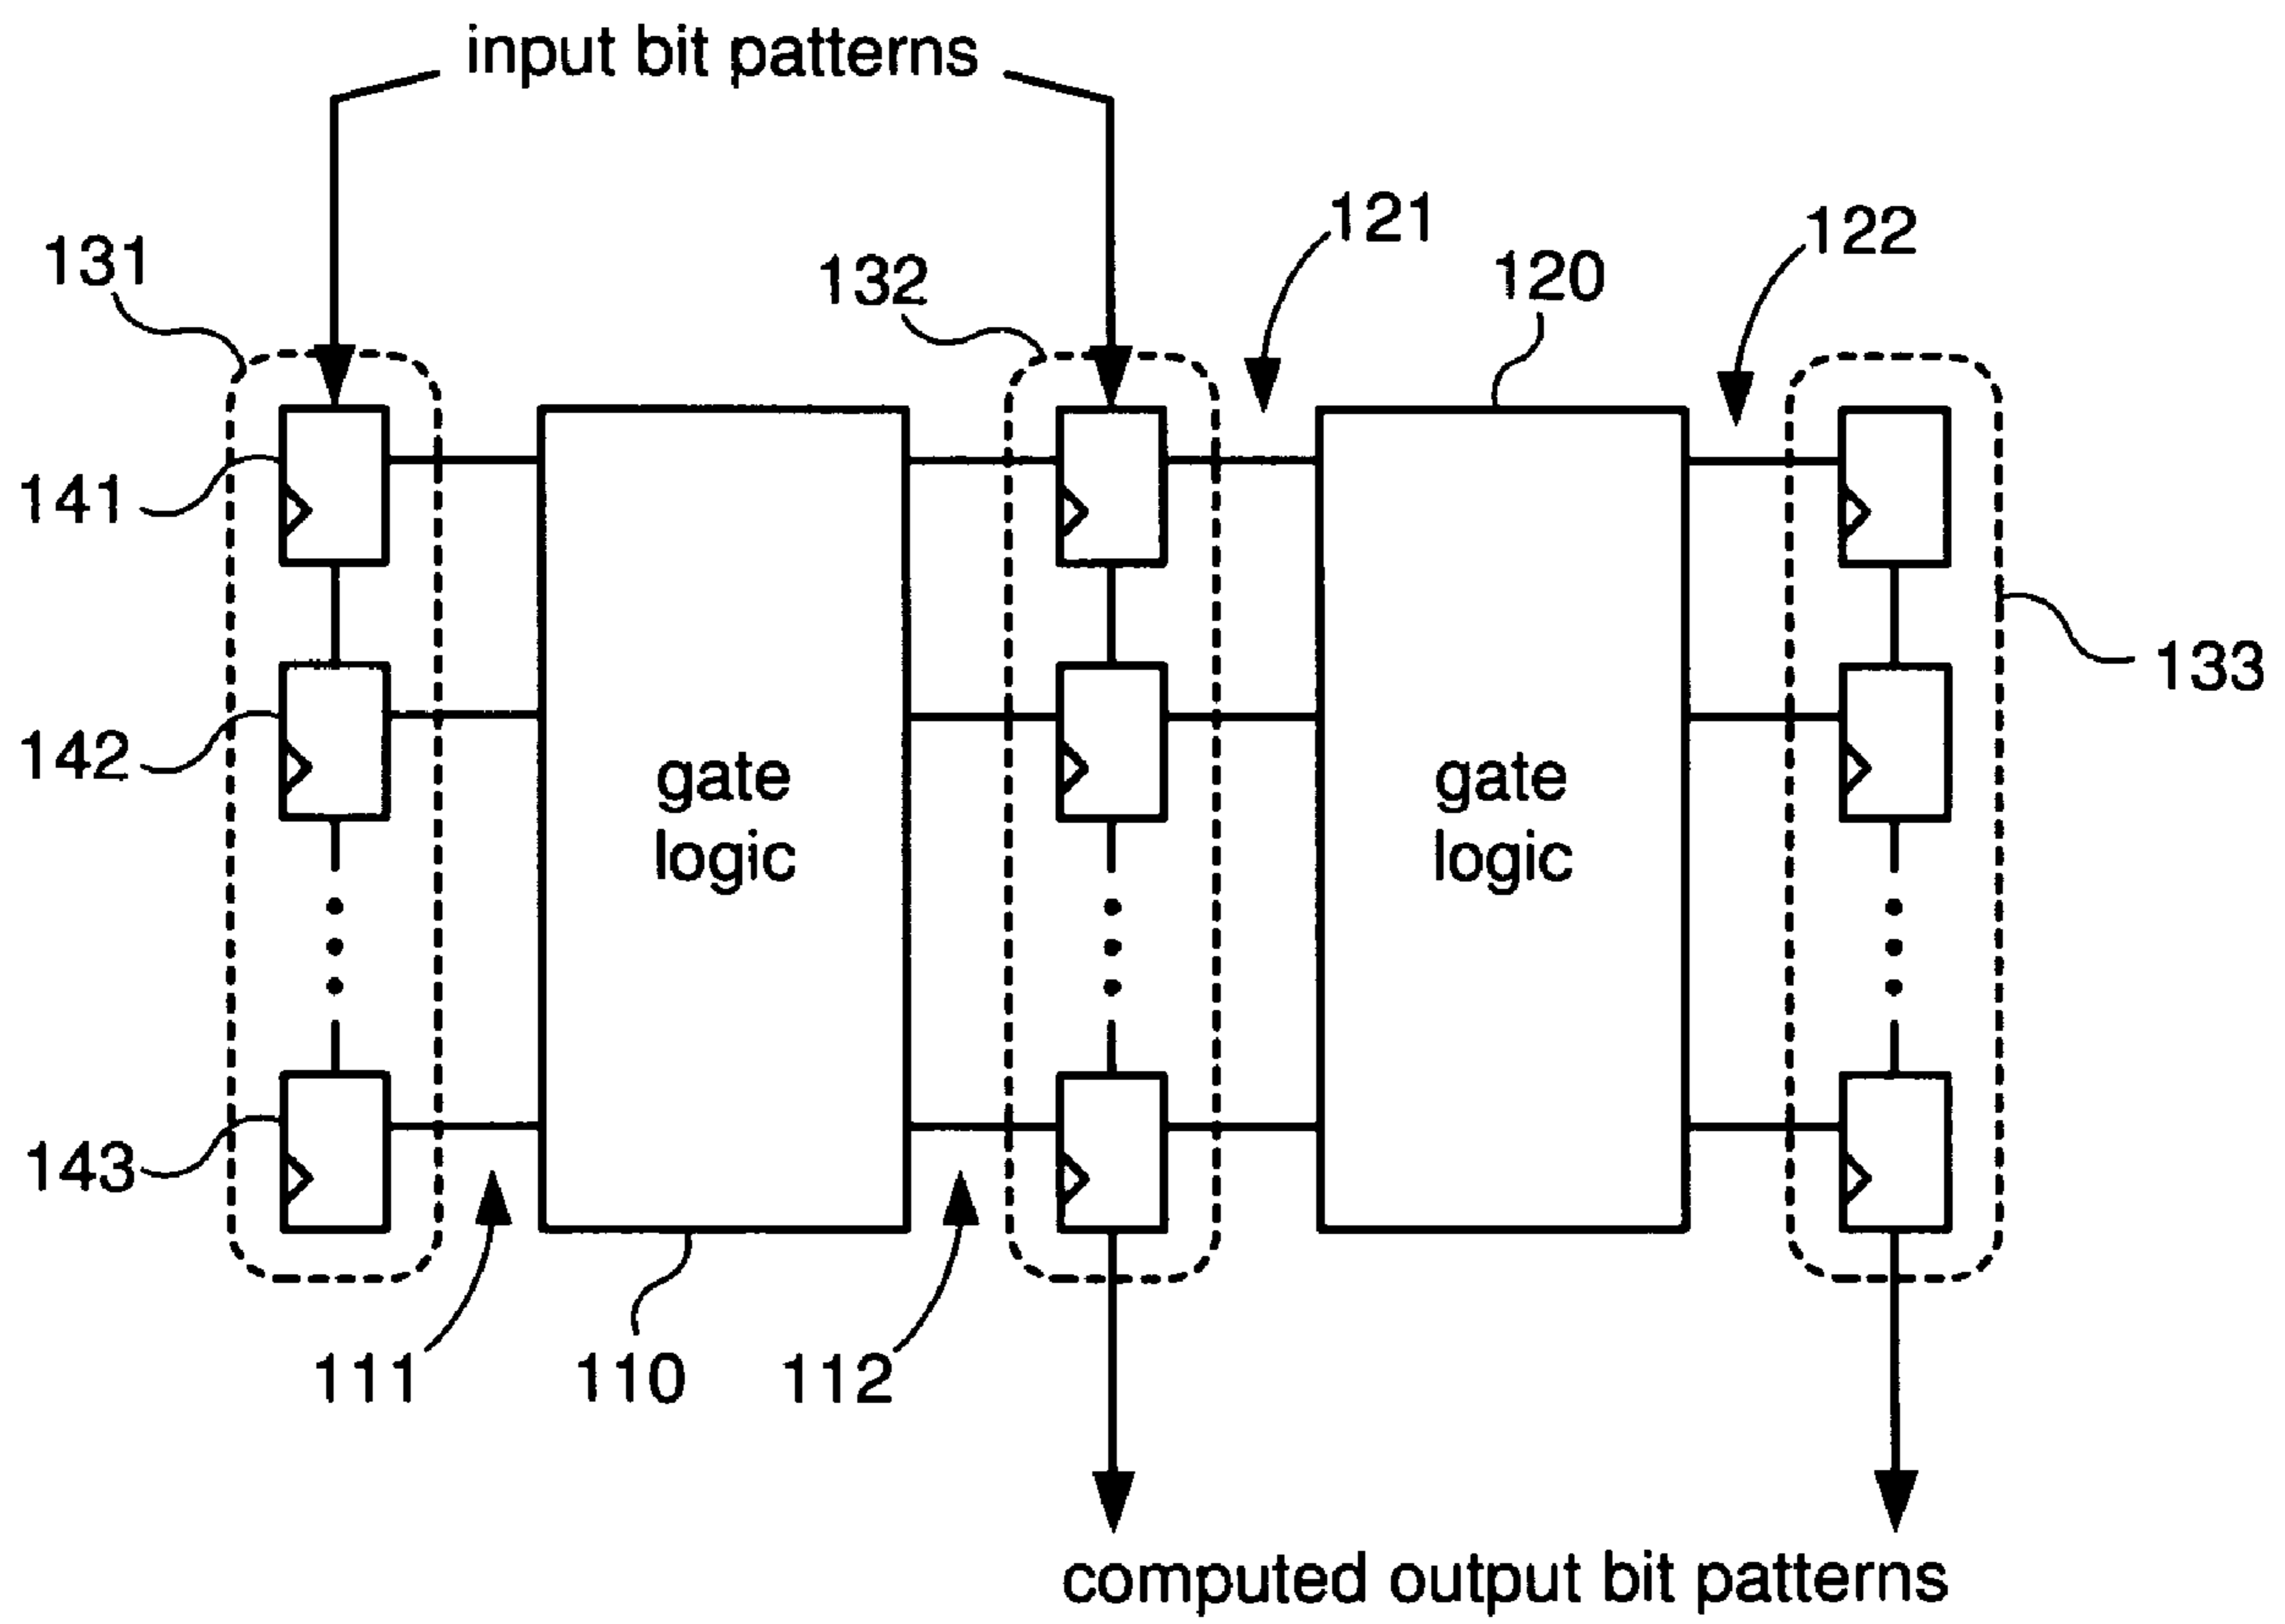 input bit patterns
121
122
131
132
120
141
133
142
gate
logic
gate
logic
143
111
110
112
computed output bit patterns